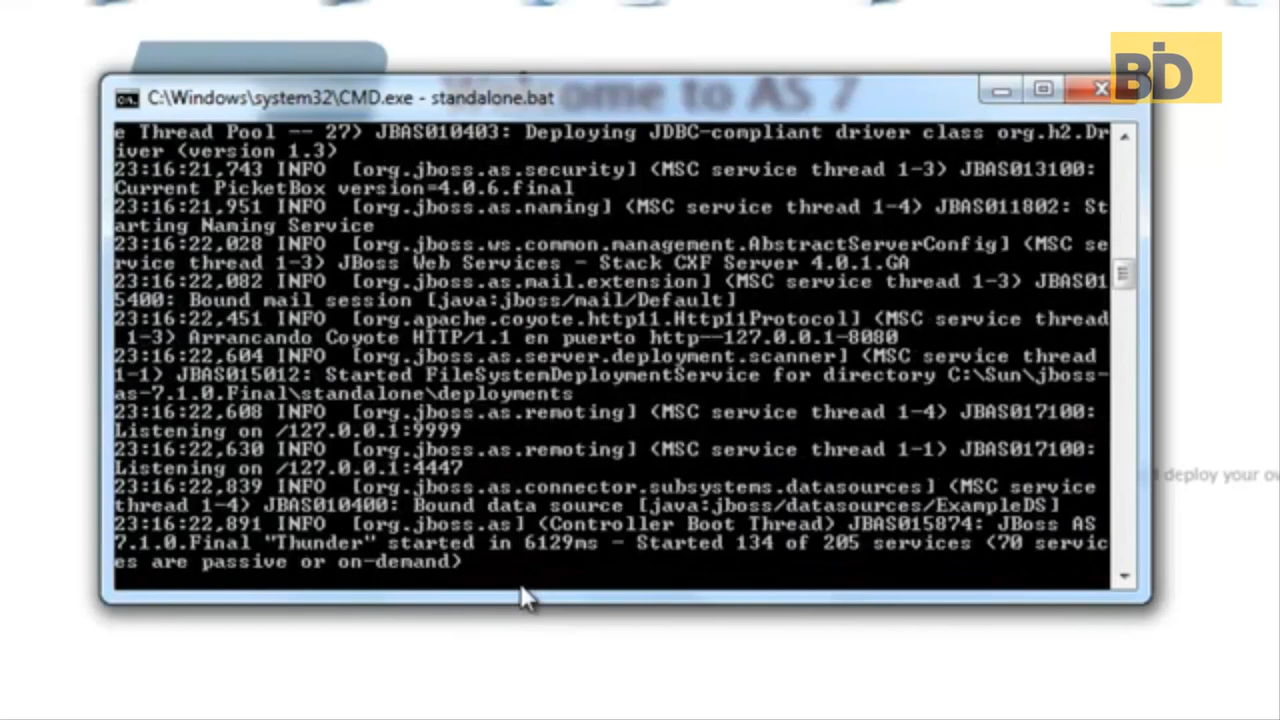 BD
Welcome to AS 7
C:\Windows\system32\CMD.exe - standalone.bat
e Thread Pool -- 27) JBAS010403: Deploying JDBC-compliant driver class org.h2.Dr
iver (version 1.3)
23:16:21,743 INFO  [org.jboss.as.security] (MSC service thread 1-3) JBAS013100:
Current PicketBox version=4.0.6.final
23:16:21,951 INFO  [org.jboss.as.naming] (MSC service thread 1-4) JBAS011802: St
arting Naming Service
23:16:22,028 INFO  [org.jboss.ws.common.management.AbstractServerConfig] (MSC se
rvice thread 1-3) JBoss Web Services - Stack CXF Server 4.0.1.GA
23:16:22,082 INFO  [org.jboss.as.mail.extension] (MSC service thread 1-3) JBAS01
5400: Bound mail session [java:jboss/mail/Default]
23:16:22,451 INFO  [org.apache.coyote.http11.Http11Protocol] (MSC service thread
1-3) Arrancando Coyote HTTP/1.1 en puerto http--127.0.0.1-8080
23:16:22,604 INFO  [org.jboss.as.server.deployment.scanner] (MSC service thread
1-1) JBAS015012: Started FileSystemDeploymentService for directory C:\Sun\jboss-
as-7.1.0.Final\standalone\deployments
23:16:22,608 INFO  [org.jboss.as.remoting] (MSC service thread 1-4) JBAS017100:
Listening on /127.0.0.1:9999
23:16:22,630 INFO  [org.jboss.as.remoting] (MSC service thread 1-1) JBAS017100:
Listening on /127.0.0.1:4447
23:16:22,839 INFO  [org.jboss.as.connector.subsystems.datasources] (MSC service
thread 1-4) JBAS010400: Bound data source [java:jboss/datasources/ExampleDS]
23:16:22,891 INFO  [org.jboss.as] (Controller Boot Thread) JBAS015874: JBoss AS
7.1.0.Final "Thunder" started in 6129ms - Started 134 of 205 services (70 servic
es are passive or on-demand)
deploy your ow